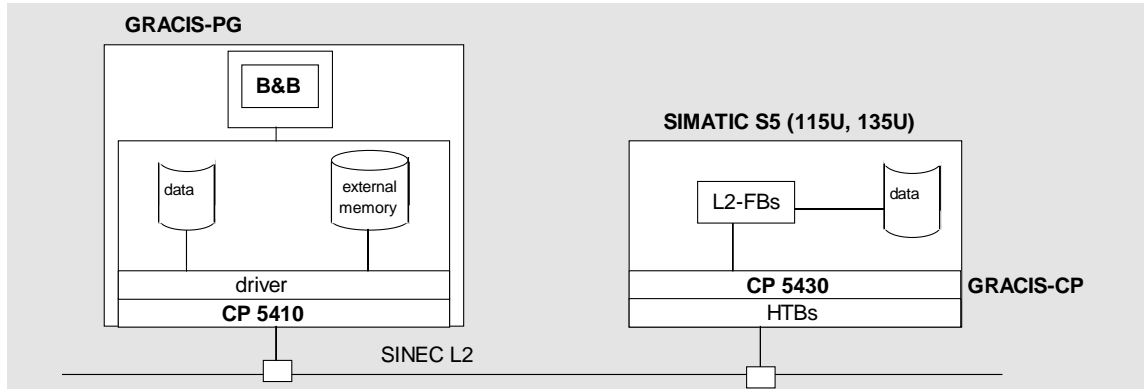 GRACIS-PG
B&B
data
external
memory
driver
CP 5410
SIMATIC S5 (115U, 135U)
L2-FBs
data
CP 5430
GRACIS-CP
HTBs
SINEC L2